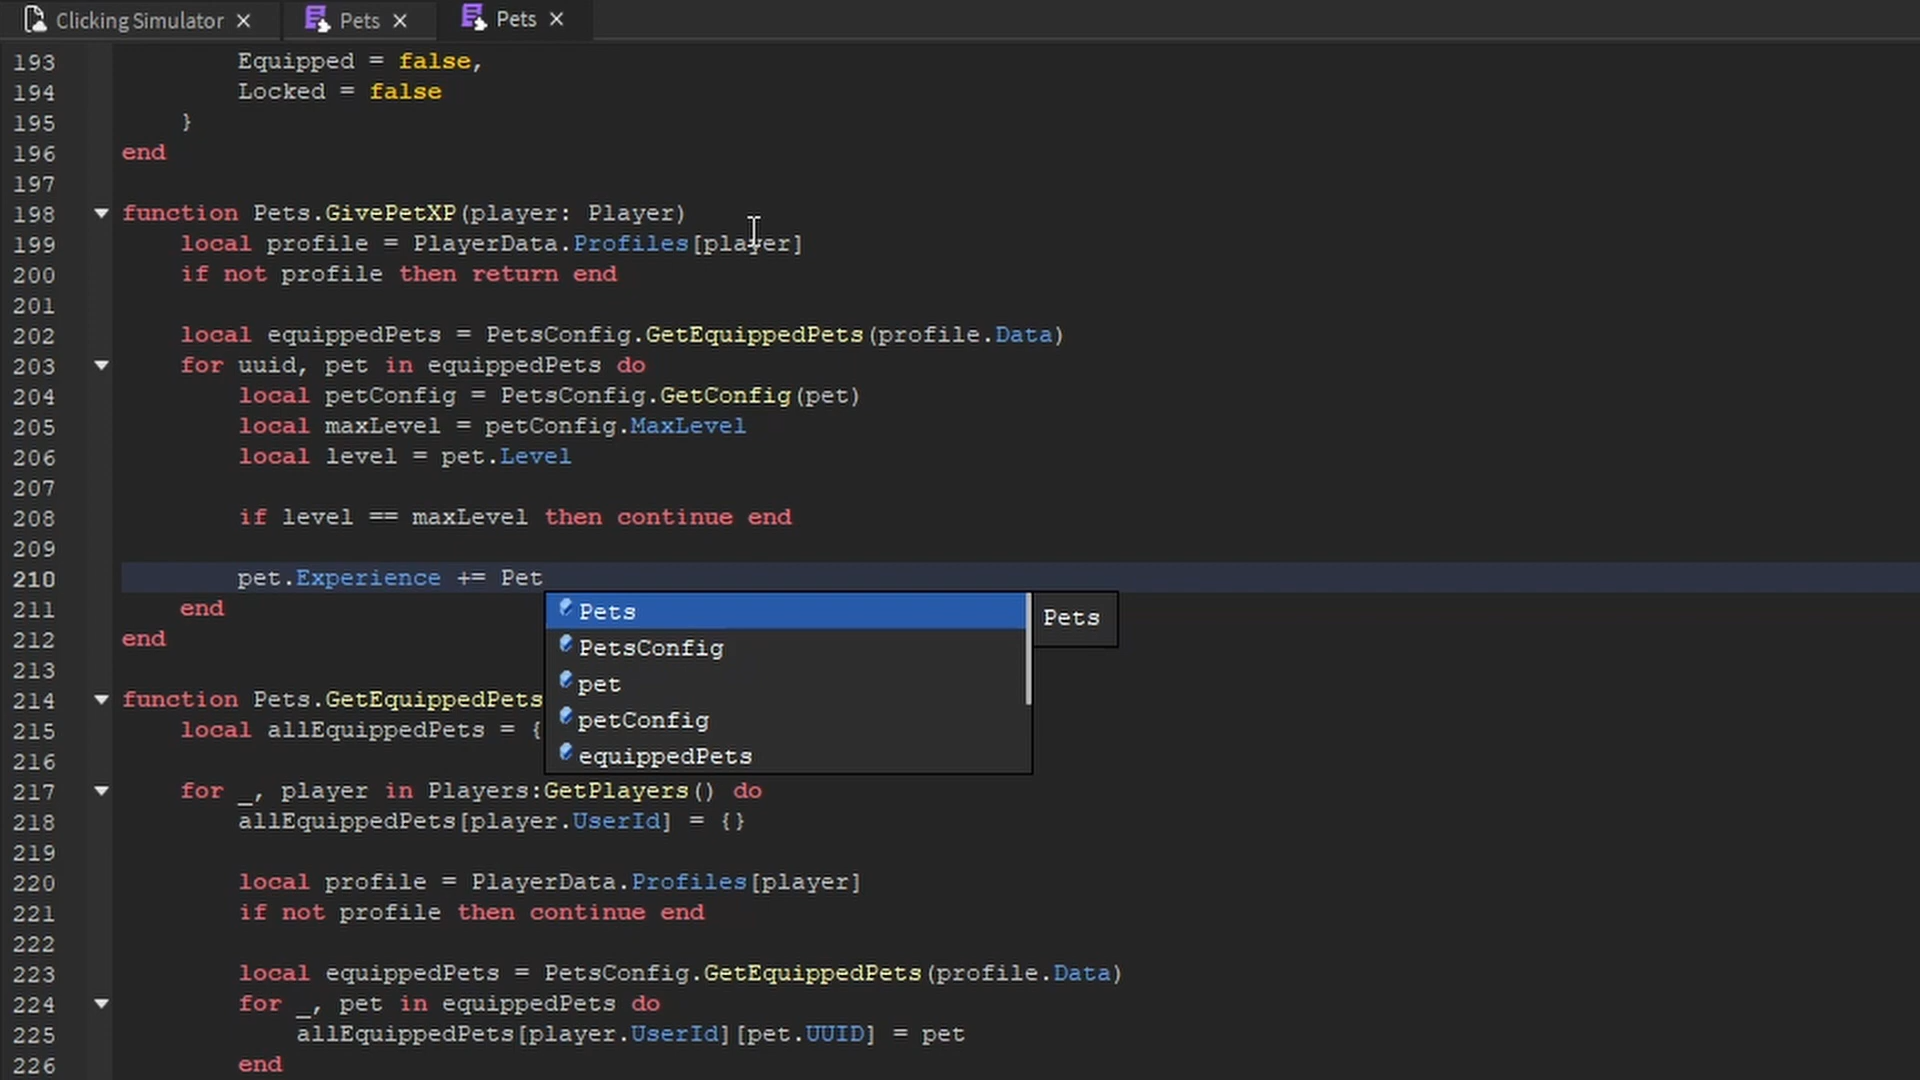 Clicking Simulator × Pets × Pets ×
193 Equipped = false,
194 Locked = false
195 }
196 end
197
198 function Pets.GivePetXP(player: Player)
199 local profile = PlayerData.Profiles[player]
200 if not profile then return end
201
202 local equippedPets = PetsConfig.GetEquippedPets(profile.Data)
203 for uuid, pet in equippedPets do
204 local petConfig = PetsConfig.GetConfig(pet)
205 local maxLevel = petConfig.MaxLevel
206 local level = pet.Level
207
208 if level == maxLevel then continue end
209
210 pet.Experience += Pet
Pets Pets
PetsConfig
pet
petConfig
equippedPets
211 end
212 end
213
214 function Pets.GetEquippedPets
215 local allEquippedPets = {
216
217 for _, player in Players:GetPlayers() do
218 allEquippedPets[player.UserId] = {}
219
220 local profile = PlayerData.Profiles[player]
221 if not profile then continue end
222
223 local equippedPets = PetsConfig.GetEquippedPets(profile.Data)
224 for _, pet in equippedPets do
225 allEquippedPets[player.UserId][pet.UUID] = pet
226 end